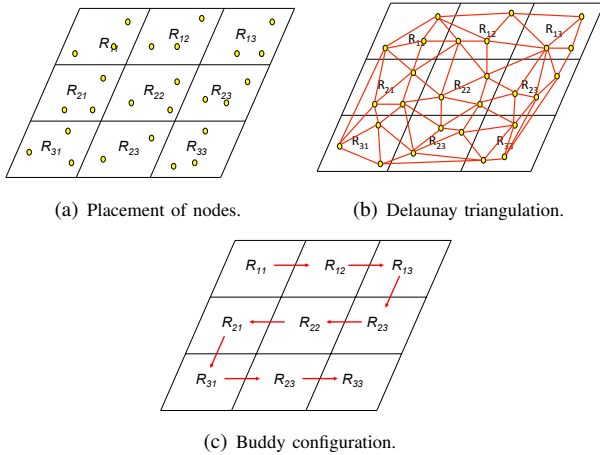 R11 R12 R13
R21 R22 R23
R31 R23 R33
(a) Placement of nodes.
R11 R12 R13
R21 R22 R23
R31 R23 R33
(b) Delaunay triangulation.
R11 R12 R13
R21 R22 R23
R31 R23 R33
(c) Buddy configuration.